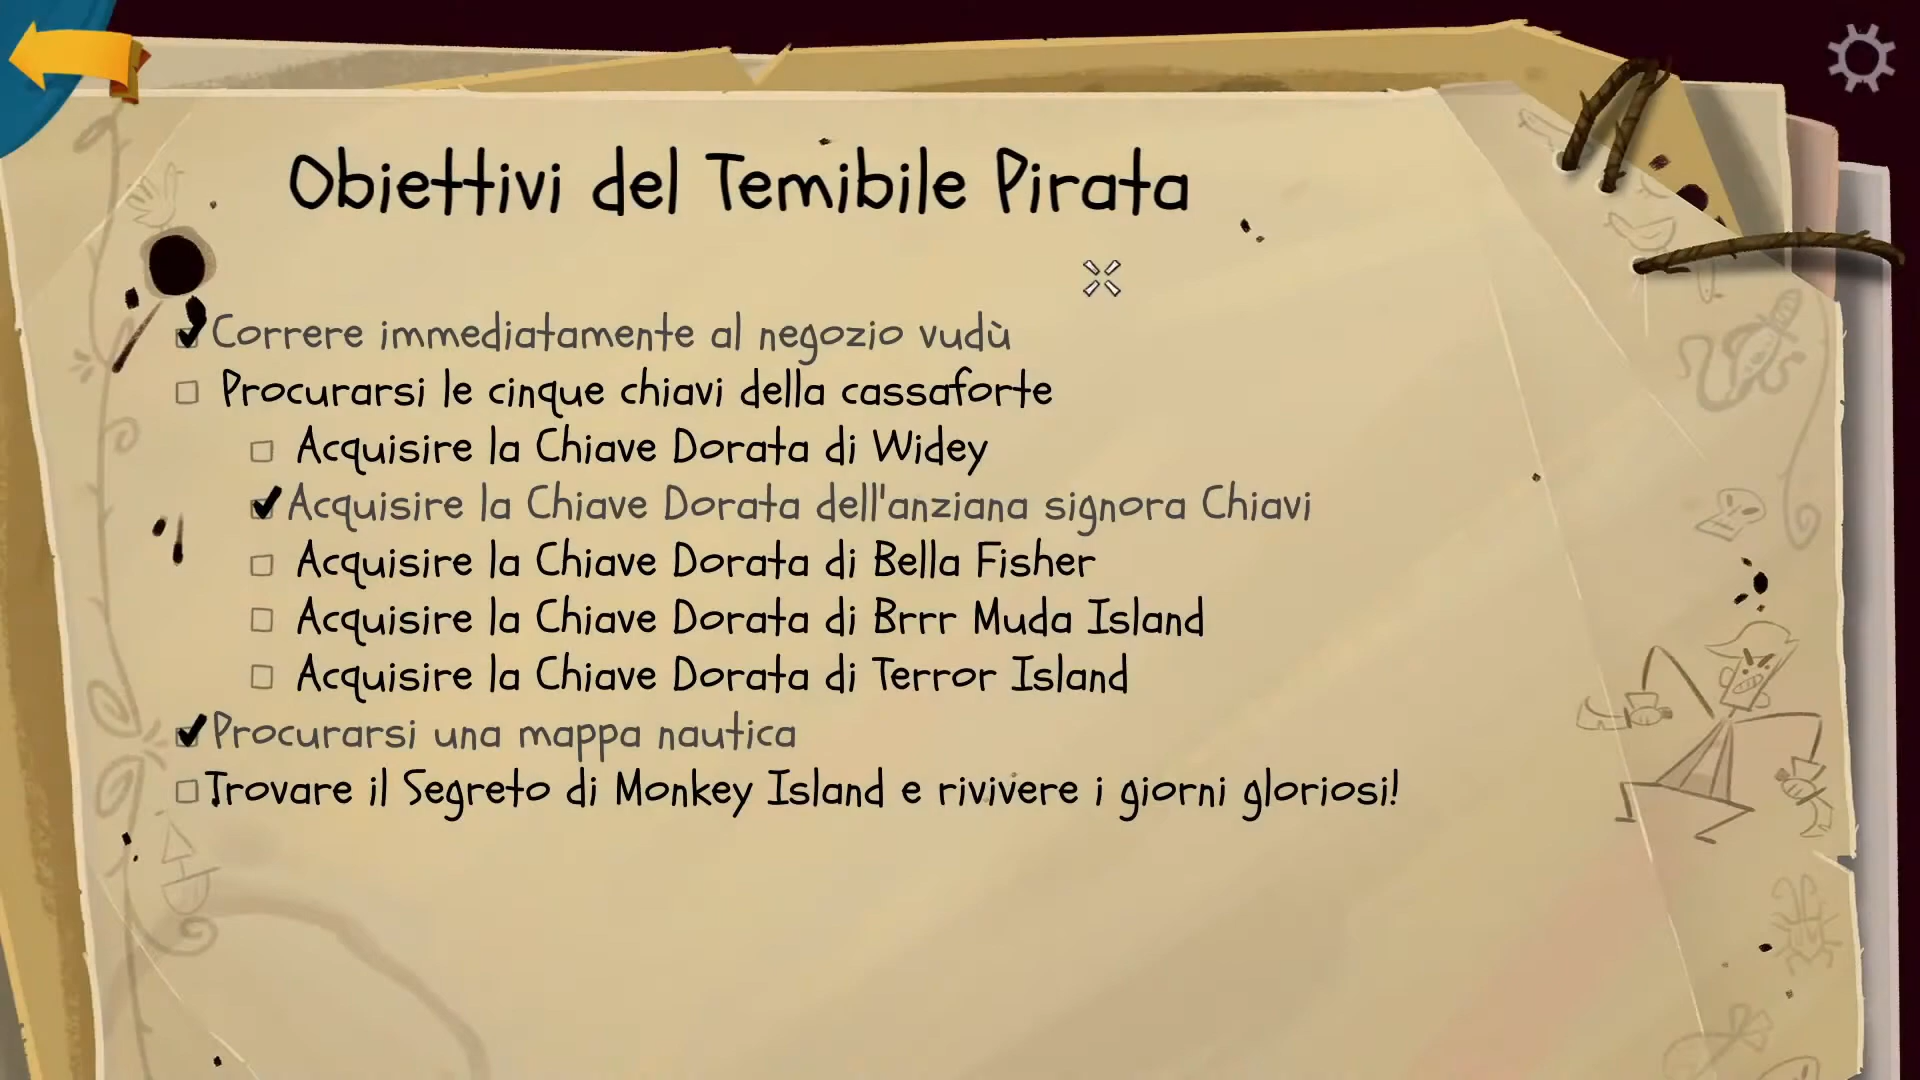 Obiettivi del Temibile Pirata
Correre immediatamente al negozio vudù
Procurarsi le cinque chiavi della cassaforte
Acquisire la Chiave Dorata di Widey
Acquisire la Chiave Dorata dell'anziana signora Chiavi
Acquisire la Chiave Dorata di Bella Fisher
Acquisire la Chiave Dorata di Brrr Muda Island
Acquisire la Chiave Dorata di Terror Island
Procurarsi una mappa nautica
Trovare il Segreto di Monkey Island e rivivere i giorni gloriosi!